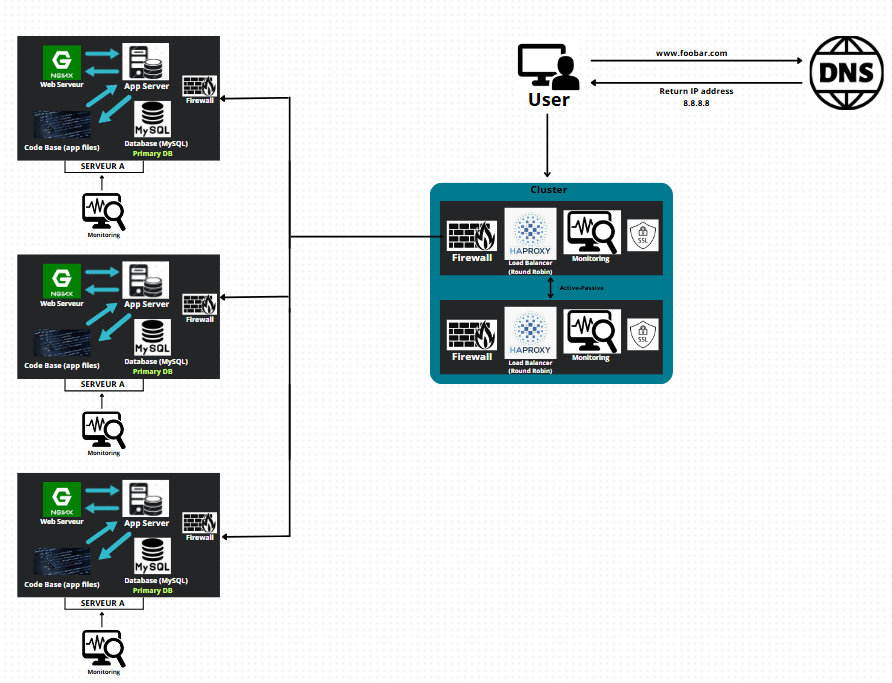 www.foobar.com
DNS
Return IP address
8.8.8.8
User
NGINX
Web Serveur
App Server
Firewall
MySQL
Code Base (app files)
Database (MySQL)
Primary DB
SERVEUR A
Monitoring
Cluster
Firewall
HAPROXY
Load Balancer
(Round Robin)
Monitoring
SSL
Active-Passive
Firewall
HAPROXY
Load Balancer
(Round Robin)
Monitoring
SSL
NGINX
Web Serveur
App Server
Firewall
MySQL
Code Base (app files)
Database (MySQL)
Primary DB
SERVEUR A
Monitoring
NGINX
Web Serveur
App Server
Firewall
MySQL
Code Base (app files)
Database (MySQL)
Primary DB
SERVEUR A
Monitoring